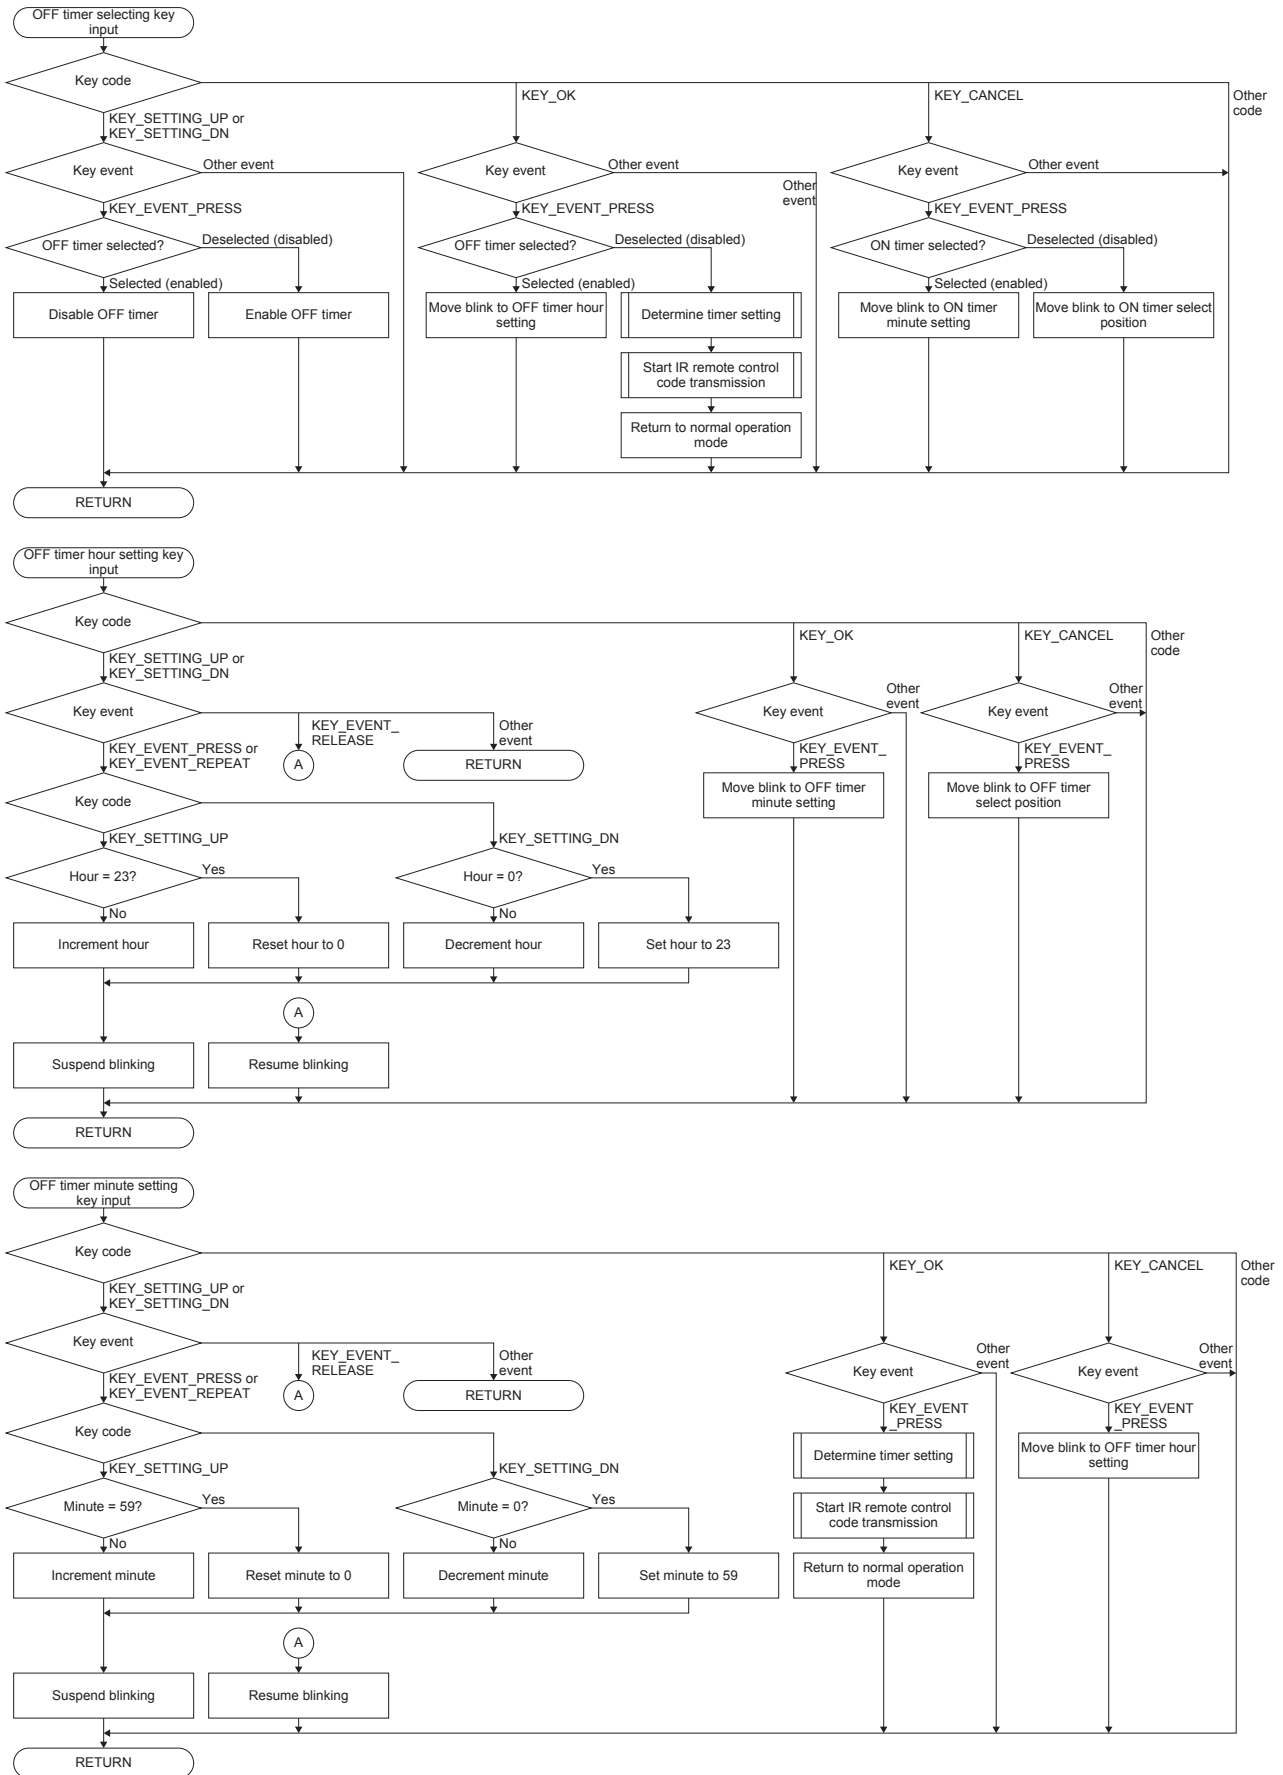 OFF timer selecting key
input
Key code
KEY_OK
KEY_CANCEL
Other
code
KEY_SETTING_UP or
KEY_SETTING_DN
Key event
Other event
Key event
Other event
Other
event
Key event
Other event
KEY_EVENT_PRESS
KEY_EVENT_PRESS
KEY_EVENT_PRESS
OFF timer selected?
Deselected (disabled)
OFF timer selected?
Deselected (disabled)
ON timer selected?
Deselected (disabled)
Selected (enabled)
Selected (enabled)
Selected (enabled)
Disable OFF timer
Enable OFF timer
Move blink to OFF timer hour
setting
Determine timer setting
Move blink to ON timer
minute setting
Move blink to ON timer select
position
Start IR remote control
code transmission
Return to normal operation
mode
RETURN
OFF timer hour setting key
input
Key code
KEY_OK
KEY_CANCEL
Other
code
KEY_SETTING_UP or
KEY_SETTING_DN
Key event
KEY_EVENT_
RELEASE
Other
event
Key event
Other
event
Key event
Other
event
KEY_EVENT_PRESS or
KEY_EVENT_REPEAT
A
RETURN
KEY_EVENT_
PRESS
KEY_EVENT_
PRESS
Key code
Move blink to OFF timer
minute setting
Move blink to OFF timer
select position
KEY_SETTING_UP
KEY_SETTING_DN
Hour = 23?
Yes
Hour = 0?
Yes
No
No
Increment hour
Reset hour to 0
Decrement hour
Set hour to 23
A
Suspend blinking
Resume blinking
RETURN
OFF timer minute setting
key input
Key code
KEY_OK
KEY_CANCEL
Other
code
KEY_SETTING_UP or
KEY_SETTING_DN
Key event
KEY_EVENT_
RELEASE
Other
event
Key event
Other
event
Key event
Other
event
KEY_EVENT_PRESS or
KEY_EVENT_REPEAT
A
RETURN
KEY_EVENT
_PRESS
KEY_EVENT
_PRESS
Key code
Determine timer setting
Move blink to OFF timer hour
setting
KEY_SETTING_UP
KEY_SETTING_DN
Minute = 59?
Yes
Minute = 0?
Yes
Start IR remote control
code transmission
No
No
Increment minute
Reset minute to 0
Decrement minute
Set minute to 59
Return to normal operation
mode
A
Suspend blinking
Resume blinking
RETURN